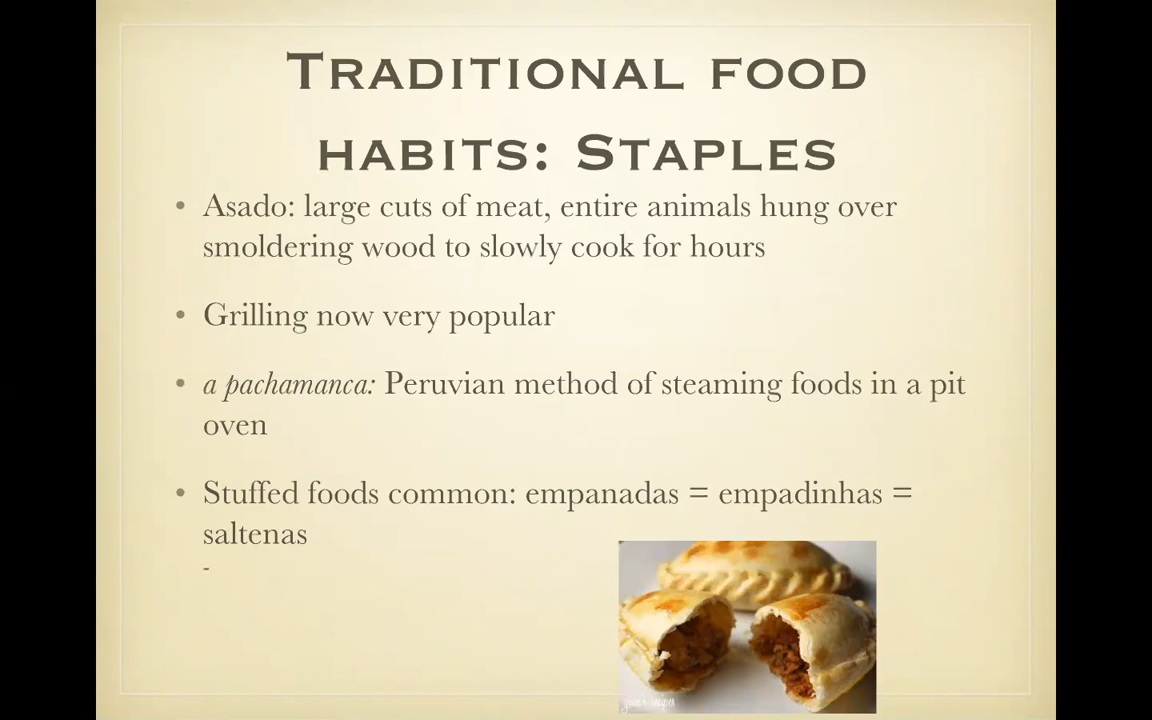 Traditional food
habits: Staples
• Asado: large cuts of meat, entire animals hung over
smoldering wood to slowly cook for hours
• Grilling now very popular
• a pachamanca: Peruvian method of steaming foods in a pit
oven
• Stuffed foods common: empanadas = empadinhas =
saltenas
-